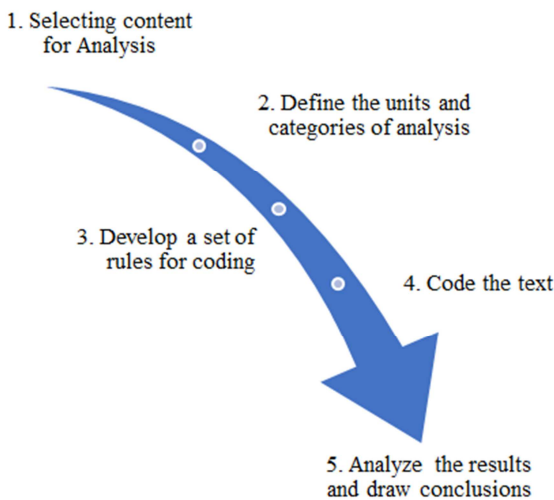 1. Selecting content
for Analysis
2. Define the units and
categories of analysis
3. Develop a set of
rules for coding
4. Code the text
5. Analyze the results
and draw conclusions